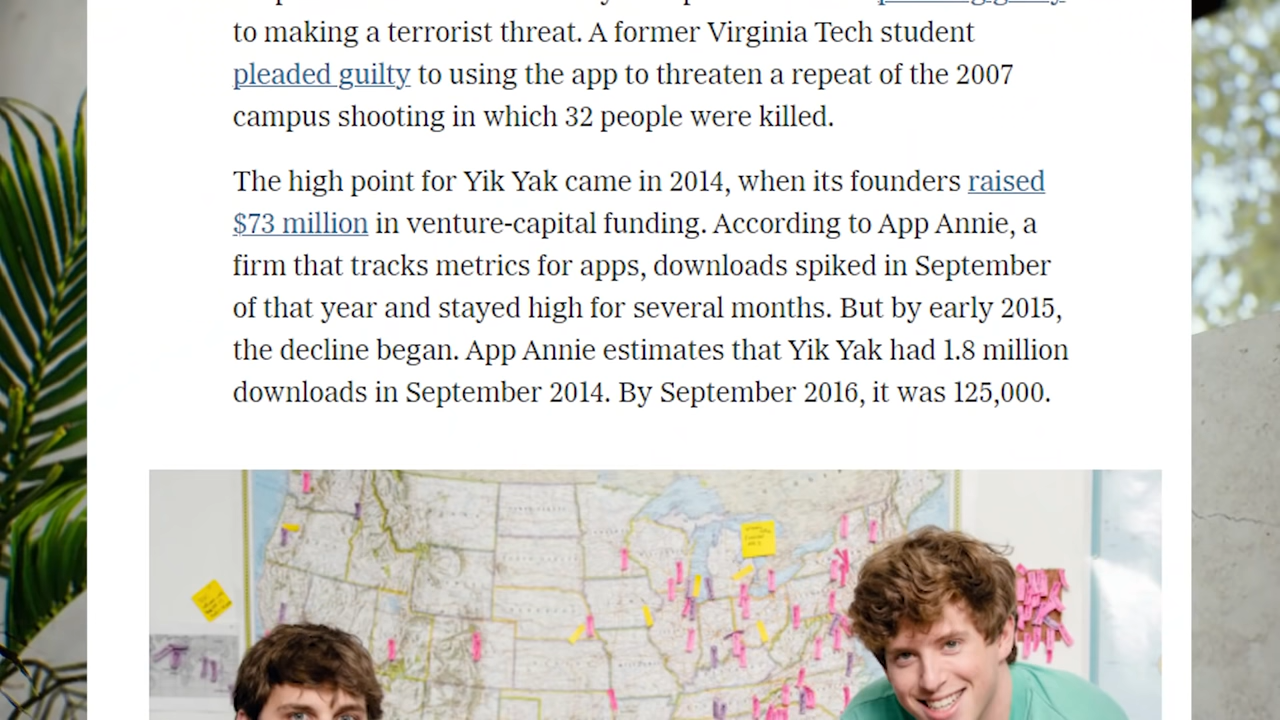 to making a terrorist threat. A former Virginia Tech student
pleaded guilty to using the app to threaten a repeat of the 2007
campus shooting in which 32 people were killed.
The high point for Yik Yak came in 2014, when its founders raised
$73 million in venture-capital funding. According to App Annie, a
firm that tracks metrics for apps, downloads spiked in September
of that year and stayed high for several months. But by early 2015,
the decline began. App Annie estimates that Yik Yak had 1.8 million
downloads in September 2014. By September 2016, it was 125,000.